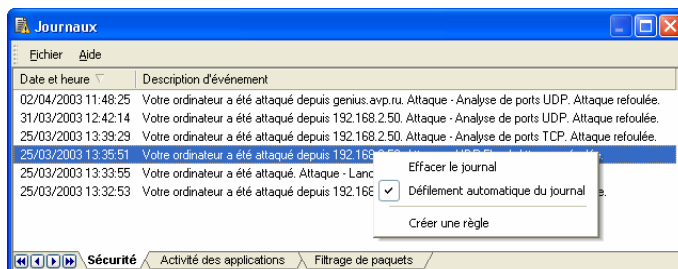 Journaux
Fichier Aide
Date et heure Description d'événement
02/04/2003 11:48:25 Votre ordinateur a été attaqué depuis genius.avp.ru. Attaque - Analyse de ports UDP. Attaque refoulée.
31/03/2003 12:42:14 Votre ordinateur a été attaqué depuis 192.168.2.50. Attaque - Analyse de ports UDP. Attaque refoulée.
25/03/2003 13:39:29 Votre ordinateur a été attaqué depuis 192.168.2.50. Attaque - Analyse de ports TCP. Attaque refoulée.
25/03/2003 13:35:51 Votre ordinateur a été attaqué depuis 192.168
25/03/2003 13:33:55 Votre ordinateur a été attaqué. Attaque - Lanc
25/03/2003 13:32:53 Votre ordinateur a été attaqué depuis 192.168 e.
Effacer le journal
Défilement automatique du journal
Créer une règle
Sécurité Activité des applications Filtrage de paquets